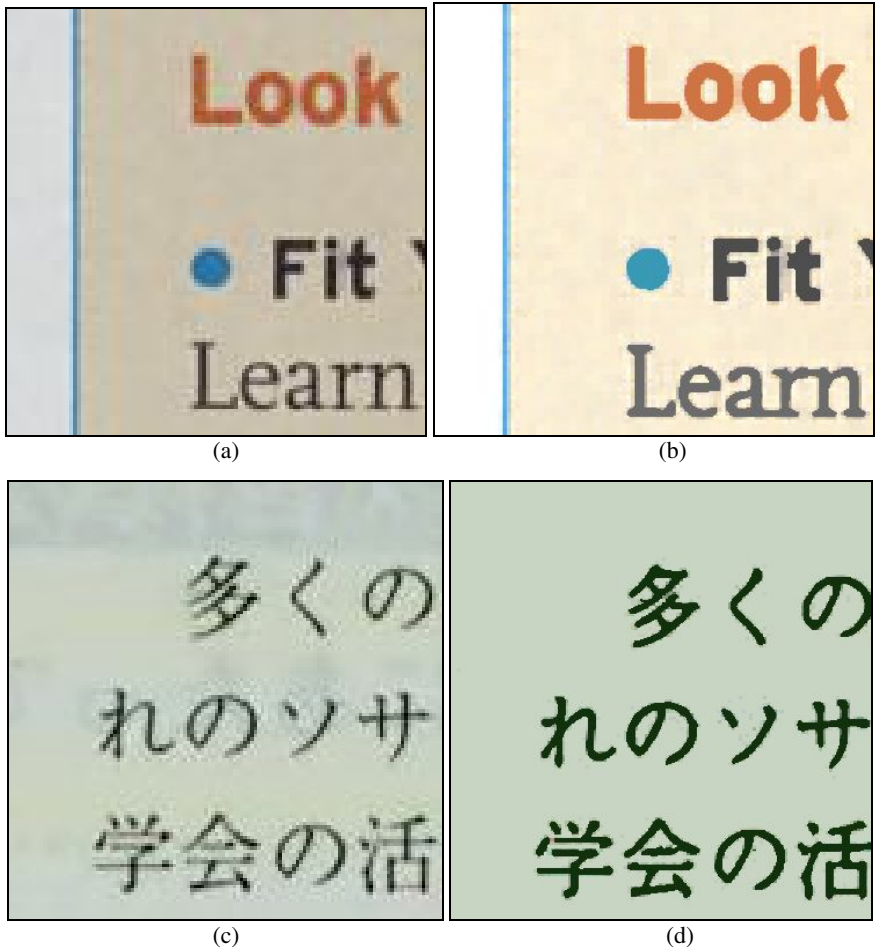 Look
Look
• Fit
• Fit
Learn
Learn
(a)
(b)
多くの
多くの
れのソサ
れのソサ
学会の活
学会の活
(c)
(d)